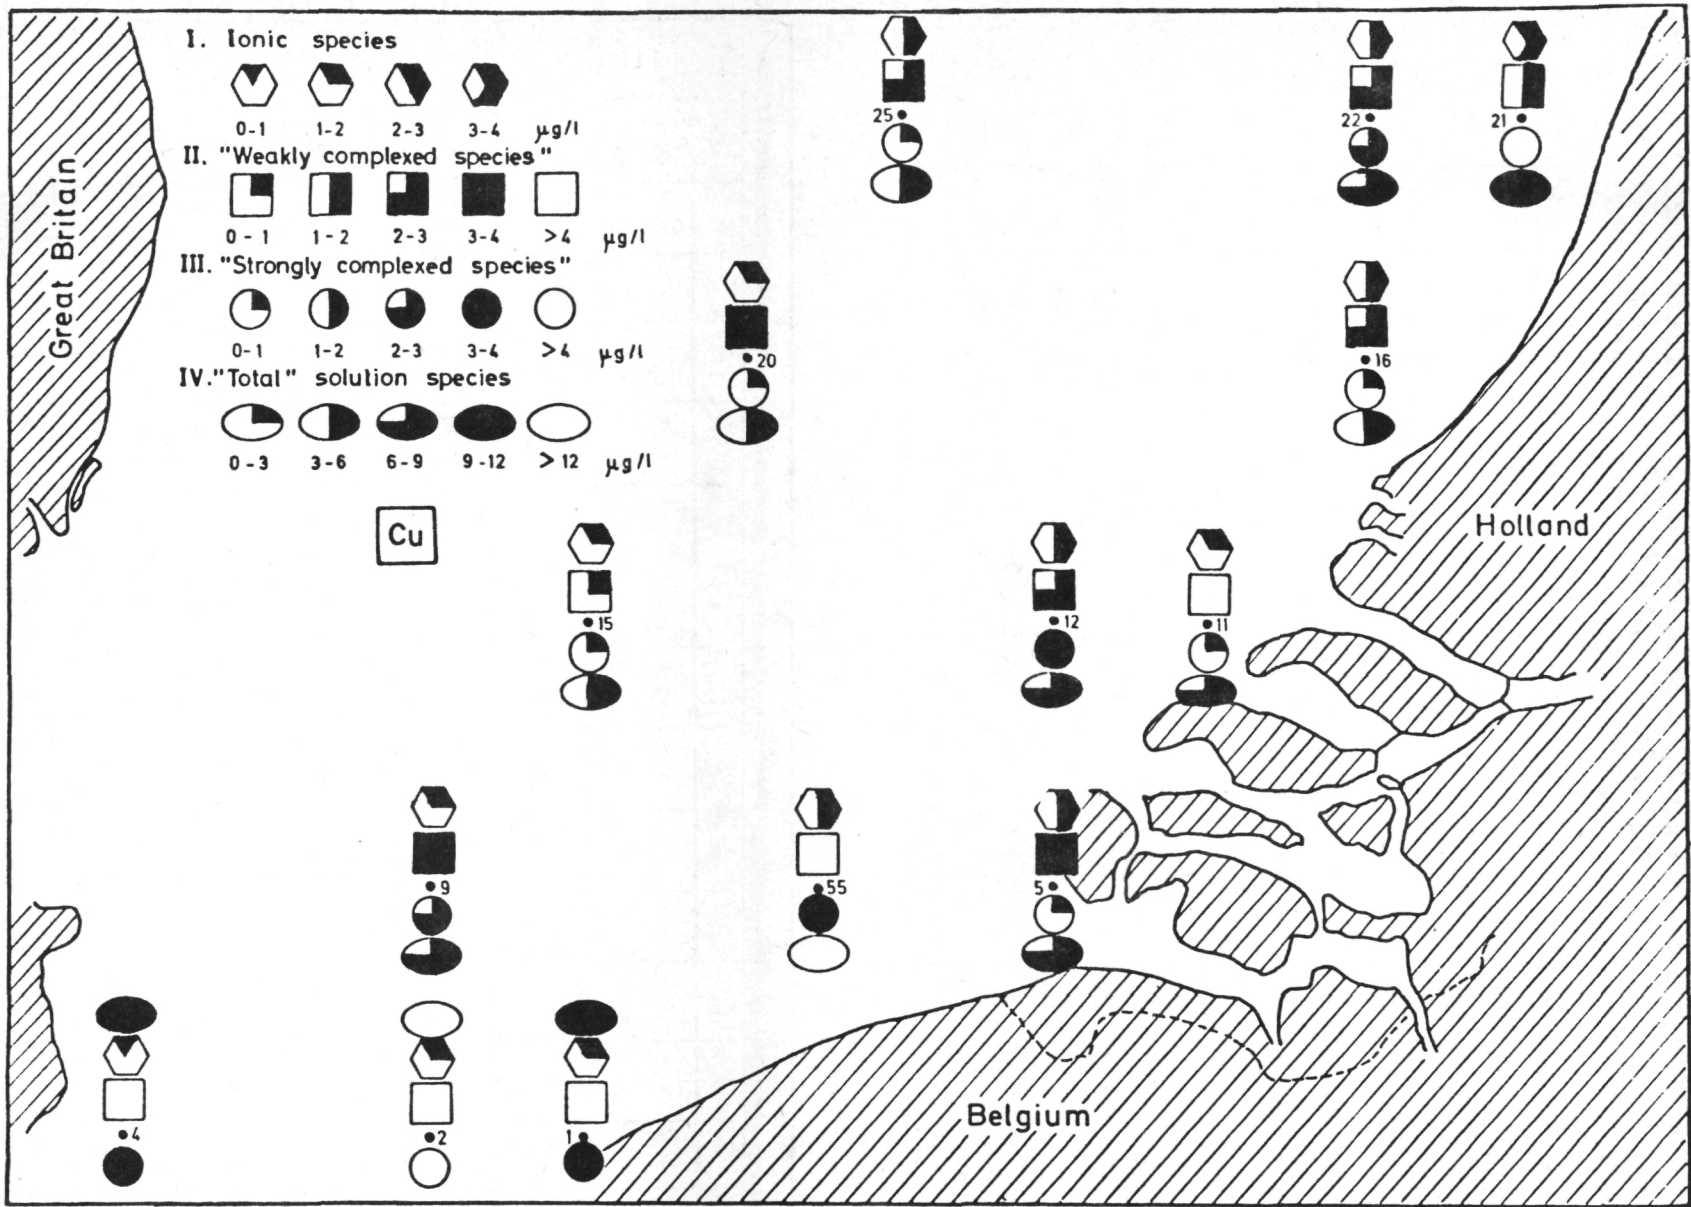 I. Ionic species
0-1 1-2 2-3 3-4 µg/l
II. "Weakly complexed species"
0-1 1-2 2-3 3-4 >4 µg/l
III. "Strongly complexed species"
0-1 1-2 2-3 3-4 >4 µg/l
IV. "Total" solution species
0-3 3-6 6-9 9-12 >12 µg/l
Great Britain
Cu
25
22
21
20
16
Holland
15
12
11
9
55
5
Belgium
4
2
1